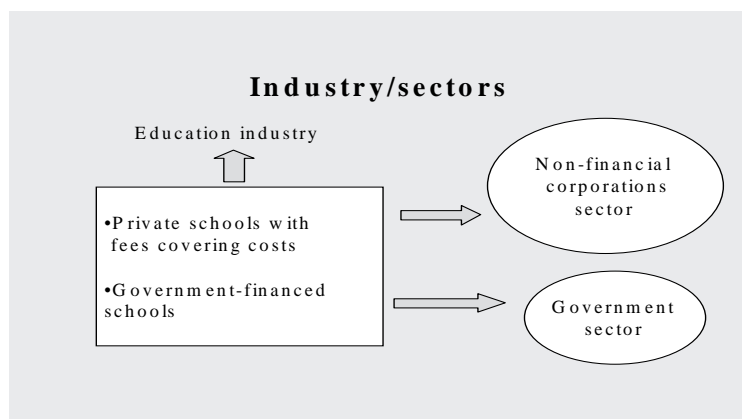 Industry/sectors
Education industry
•Private schools with
fees covering costs
•Government-financed
schools
Non-financial
corporations
sector
Government
sector